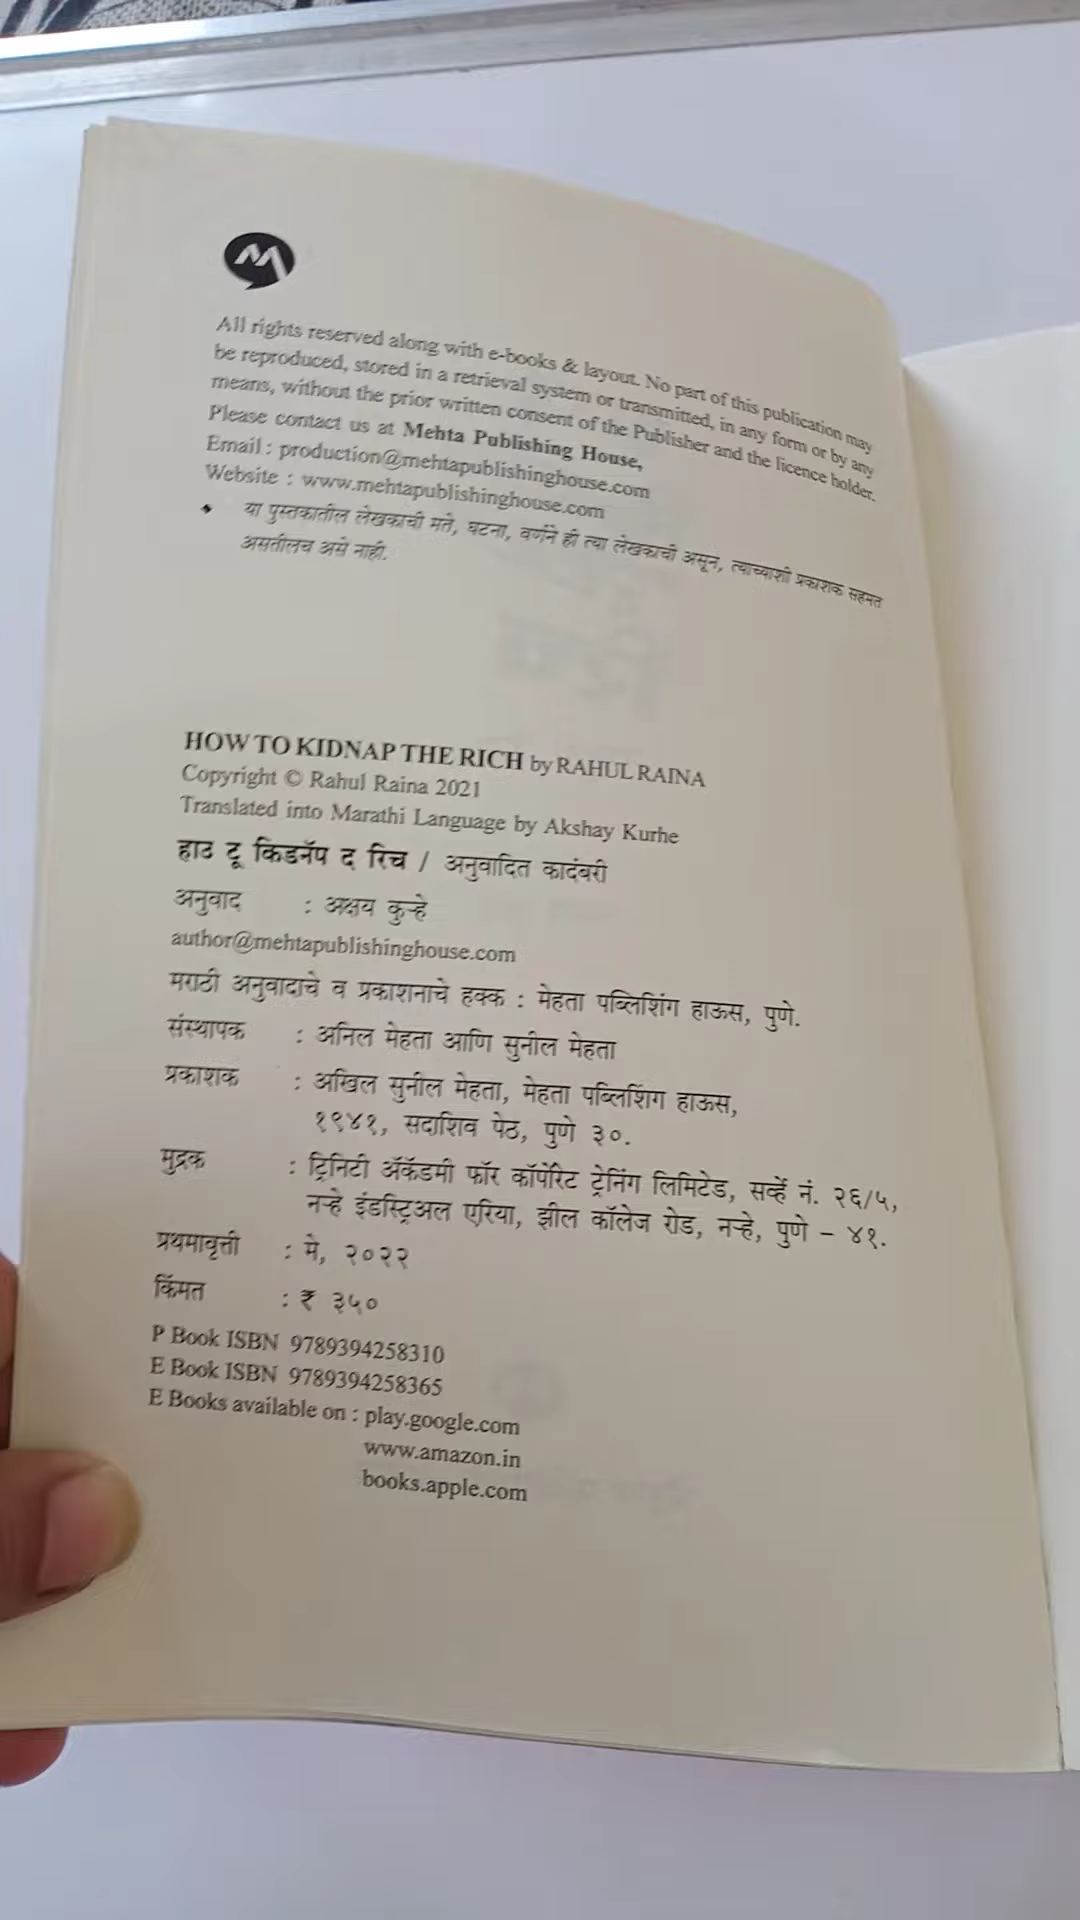 All rights reserved along with e-books & layout. No part of this publication may
be reproduced, stored in a retrieval system or transmitted, in any form or by any
means, without the prior written consent of the Publisher and the licence holder.
Please contact us at Mehta Publishing House,
Email : production@mehtapublishinghouse.com
Website : www.mehtapublishinghouse.com
◆ या पुस्तकातील लेखकाची मते, घटना, वर्णने ही त्या लेखकाची असून, त्याच्याशी प्रकाशक सहमत
असतीलच असे नाही.
HOW TO KIDNAP THE RICH by RAHUL RAINA
Copyright © Rahul Raina 2021
Translated into Marathi Language by Akshay Kurhe
हाउ टू किडनॅप द रिच / अनुवादित कादंबरी
अनुवाद : अक्षय कुऱ्हे
author@mehtapublishinghouse.com
मराठी अनुवादाचे व प्रकाशनाचे हक्क : मेहता पब्लिशिंग हाऊस, पुणे.
संस्थापक : अनिल मेहता आणि सुनील मेहता
प्रकाशक : अखिल सुनील मेहता, मेहता पब्लिशिंग हाऊस,
१९४१, सदाशिव पेठ, पुणे ३०.
मुद्रक : ट्रिनिटी ॲकॅडमी फॉर कॉर्पोरेट ट्रेनिंग लिमिटेड, सर्व्हे नं. २६/५,
नऱ्हे इंडस्ट्रिअल एरिया, झील कॉलेज रोड, नऱ्हे, पुणे – ४१.
प्रथमावृत्ती : मे, २०२२
किंमत : ₹ ३५०
P Book ISBN 9789394258310
E Book ISBN 9789394258365
E Books available on : play.google.com
www.amazon.in
books.apple.com